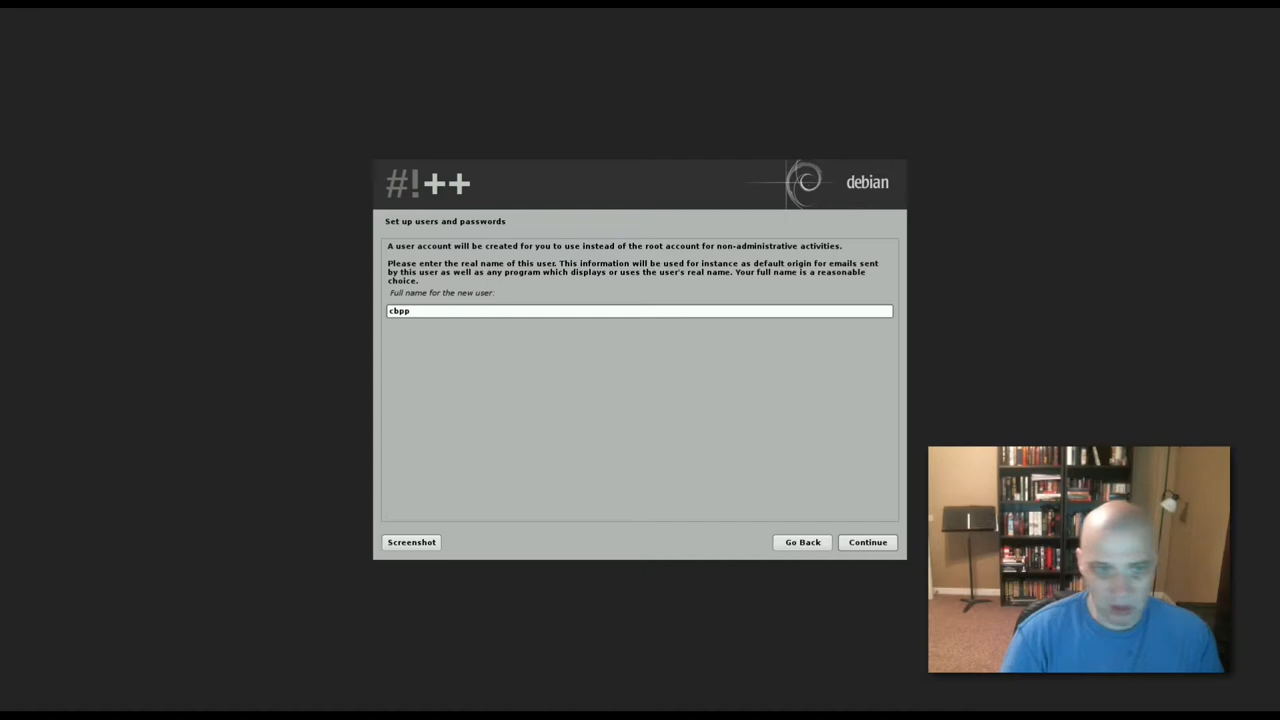 #!++
debian
Set up users and passwords
A user account will be created for you to use instead of the root account for non-administrative activities.
Please enter the real name of this user. This information will be used for instance as default origin for emails sent
by this user as well as any program which displays or uses the user's real name. Your full name is a reasonable
choice.
Full name for the new user:
cbpp
Screenshot
Go Back
Continue